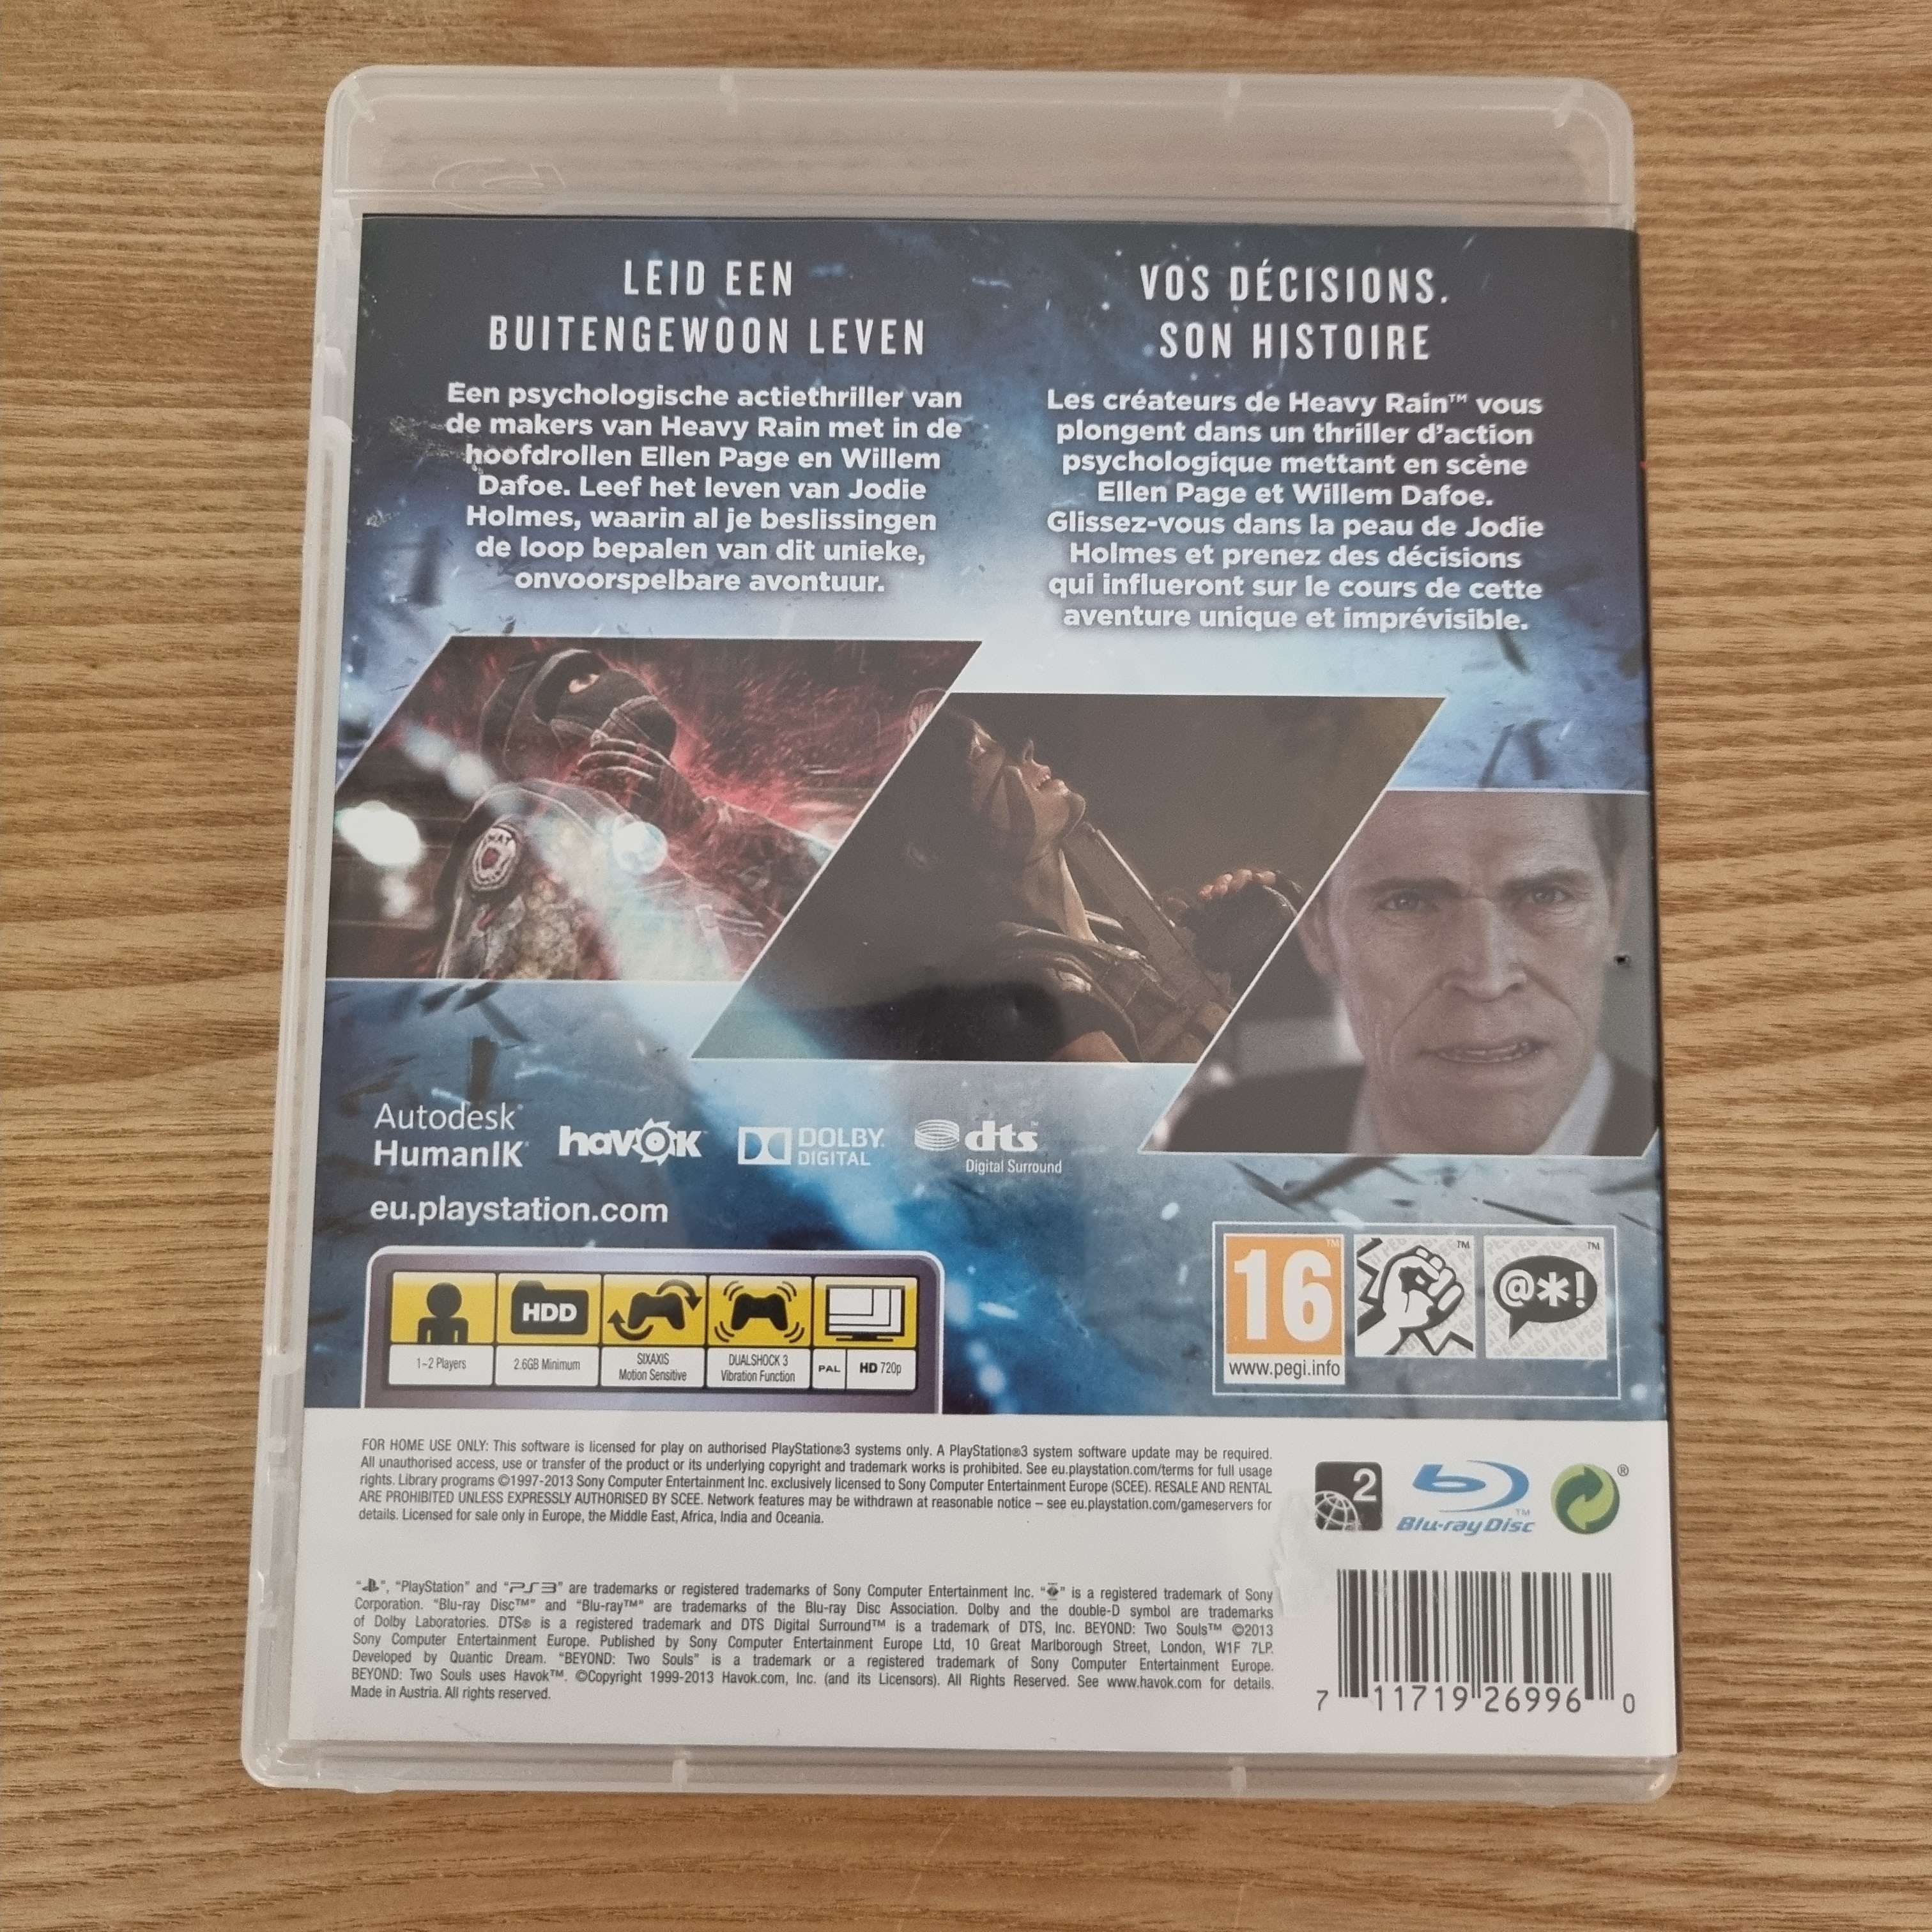 LEID EEN
BUITENGEWOON LEVEN
Een psychologische actiethriller van
de makers van Heavy Rain met in de
hoofdrollen Ellen Page en Willem
Dafoe. Leef het leven van Jodie
Holmes, waarin al je beslissingen
de loop bepalen van dit unieke,
onvoorspelbare avontuur.
VOS DÉCISIONS.
SON HISTOIRE
Les créateurs de Heavy Rain™ vous
plongent dans un thriller d'action
psychologique mettant en scène
Ellen Page et Willem Dafoe.
Glissez-vous dans la peau de Jodie
Holmes et prenez des décisions
qui influeront sur le cours de cette
aventure unique et imprévisible.
Autodesk®
HumanIK®
havok™
DOLBY®
DIGITAL
dts™
Digital Surround
eu.playstation.com
HDD
1-2 Players
2.6GB Minimum
SIXAXIS
Motion Sensitive
DUALSHOCK 3
Vibration Function
PAL
HD 720p
16™
www.pegi.info
™
@*!™
FOR HOME USE ONLY: This software is licensed for play on authorised PlayStation®3 systems only. A PlayStation®3 system software update may be required.
All unauthorised access, use or transfer of the product or its underlying copyright and trademark works is prohibited. See eu.playstation.com/terms for full usage
rights. Library programs ©1997-2013 Sony Computer Entertainment Inc. exclusively licensed to Sony Computer Entertainment Europe (SCEE). RESALE AND RENTAL
ARE PROHIBITED UNLESS EXPRESSLY AUTHORISED BY SCEE. Network features may be withdrawn at reasonable notice – see eu.playstation.com/gameservers for
details. Licensed for sale only in Europe, the Middle East, Africa, India and Oceania.
2
Blu-ray Disc™
®
"", "PlayStation" and "PS3" are trademarks or registered trademarks of Sony Computer Entertainment Inc. "" is a registered trademark of Sony
Corporation. "Blu-ray Disc™" and "Blu-ray™" are trademarks of the Blu-ray Disc Association. Dolby and the double-D symbol are trademarks
of Dolby Laboratories. DTS® is a registered trademark and DTS Digital Surround™ is a trademark of DTS, Inc. BEYOND: Two Souls™ ©2013
Sony Computer Entertainment Europe. Published by Sony Computer Entertainment Europe Ltd, 10 Great Marlborough Street, London, W1F 7LP.
Developed by Quantic Dream. "BEYOND: Two Souls" is a trademark or a registered trademark of Sony Computer Entertainment Europe.
BEYOND: Two Souls uses Havok™. ©Copyright 1999-2013 Havok.com, Inc. (and its Licensors). All Rights Reserved. See www.havok.com for details.
Made in Austria. All rights reserved.
7 11719 26996 0